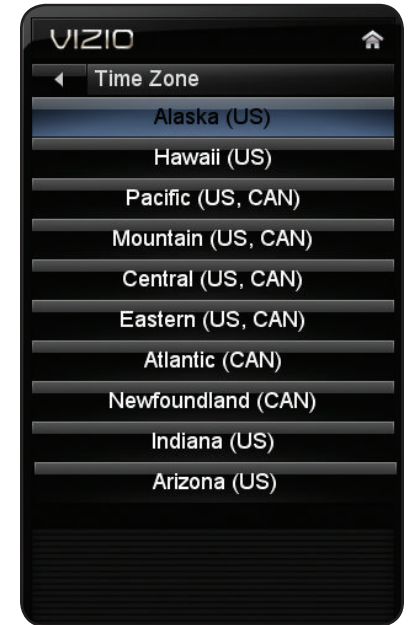 VIZIO
Time Zone
Alaska (US)
Hawaii (US)
Pacific (US, CAN)
Mountain (US, CAN)
Central (US, CAN)
Eastern (US, CAN)
Atlantic (CAN)
Newfoundland (CAN)
Indiana (US)
Arizona (US)